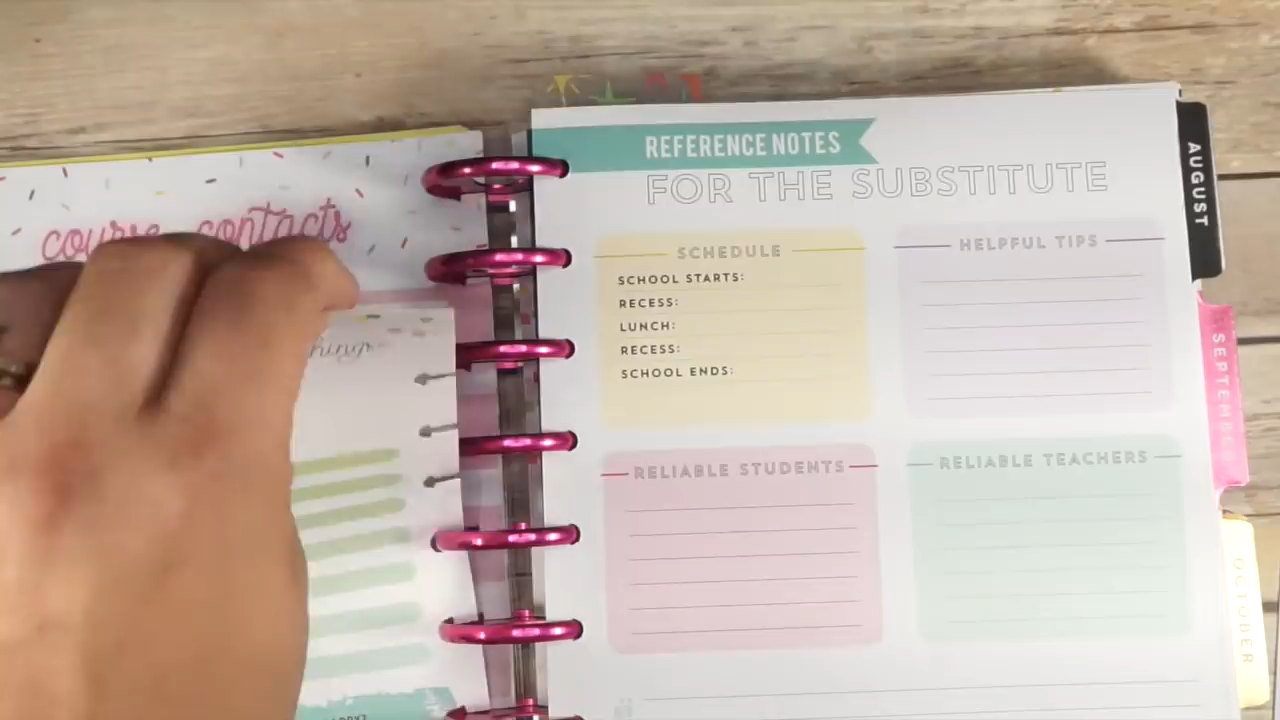 course contacts
things
REFERENCE NOTES
FOR THE SUBSTITUTE
SCHEDULE
SCHOOL STARTS:
RECESS:
LUNCH:
RECESS:
SCHOOL ENDS:
HELPFUL TIPS
RELIABLE STUDENTS
RELIABLE TEACHERS
AUGUST
SEPTEMBER
OCTOBER